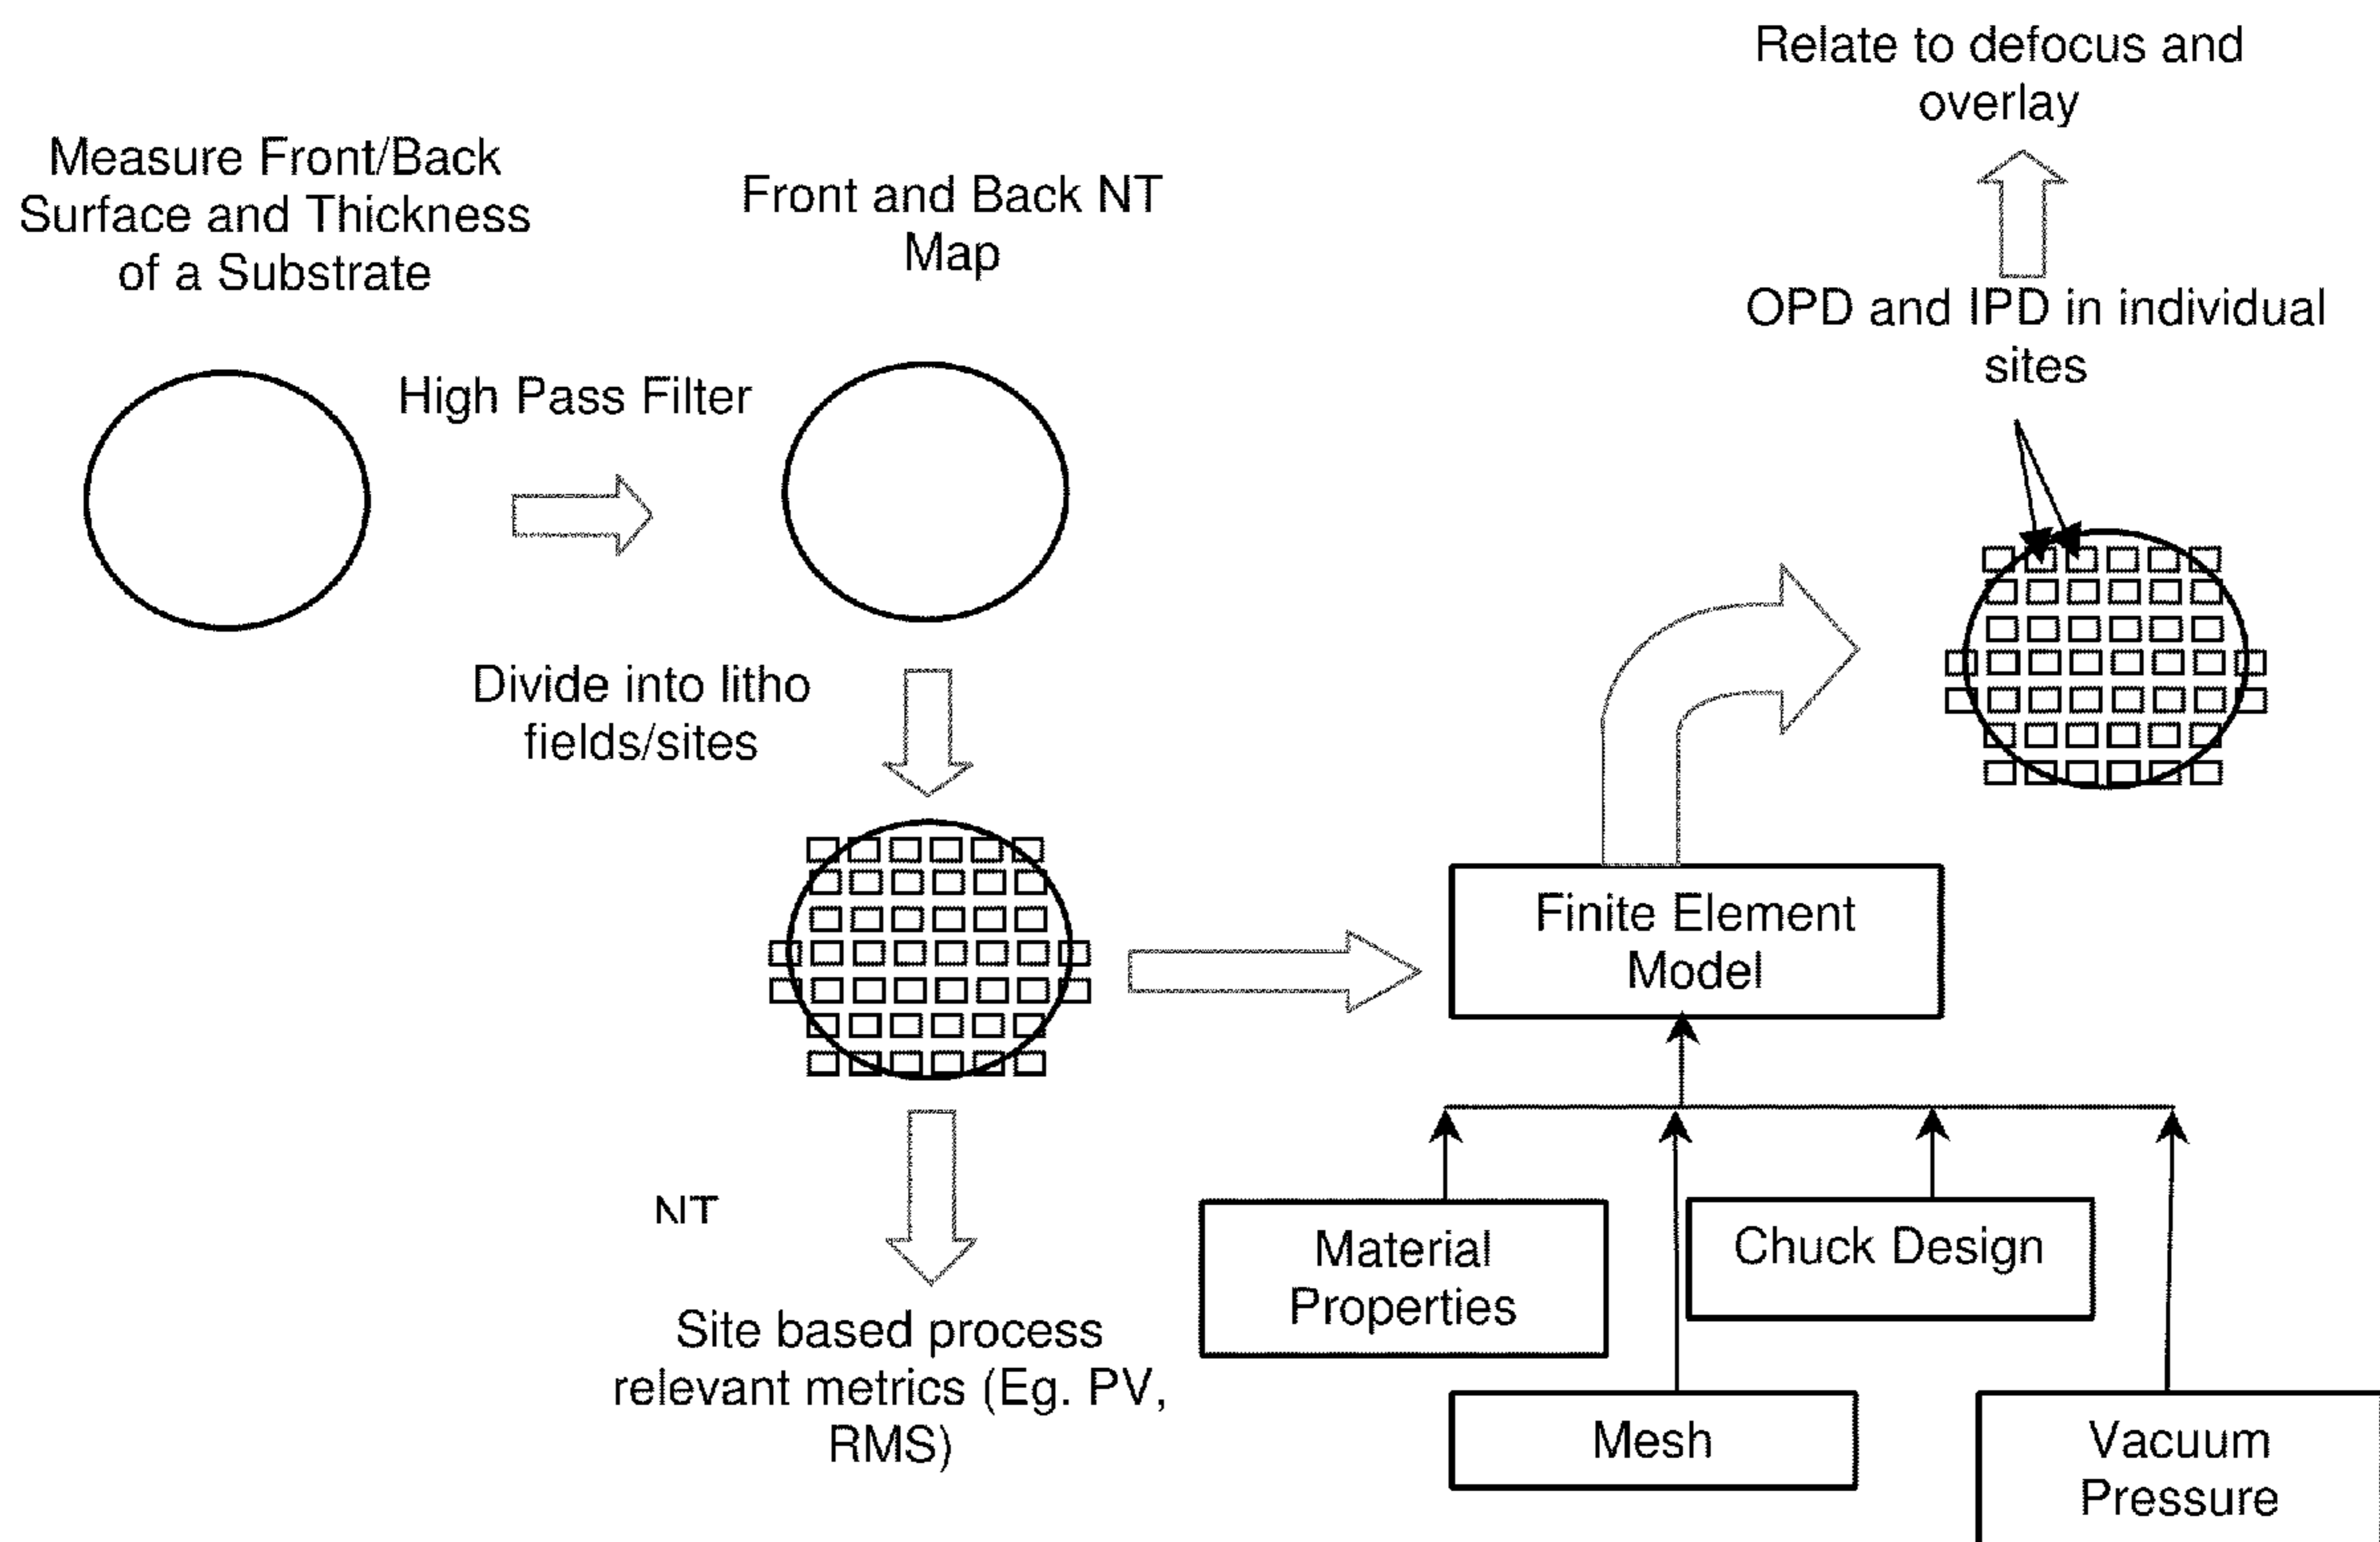 Measure Front/Back
Surface and Thickness
of a Substrate
High Pass Filter
Front and Back NT
Map
Divide into litho
fields/sites
NT
Site based process
relevant metrics (Eg. PV,
RMS)
Relate to defocus and
overlay
OPD and IPD in individual
sites
Finite Element
Model
Material
Properties
Chuck Design
Mesh
Vacuum
Pressure